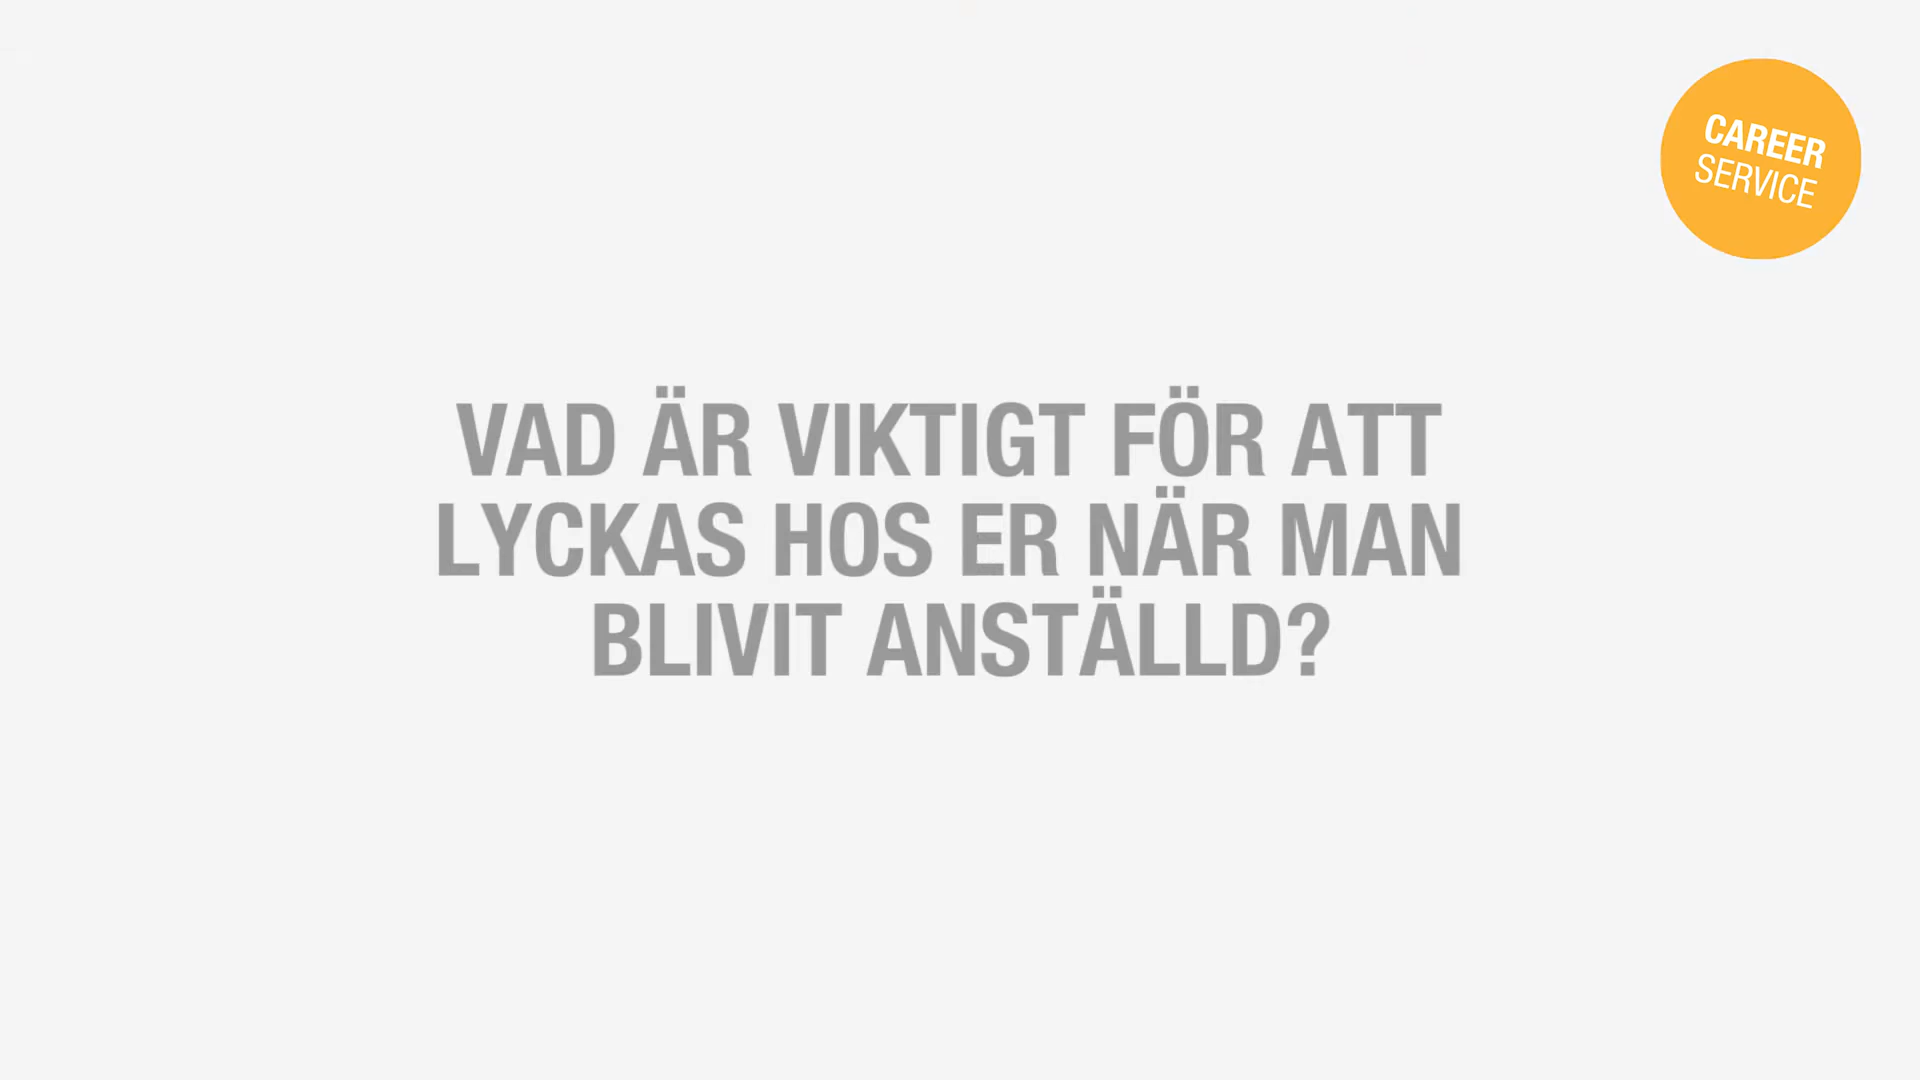 CAREER
SERVICE
VAD ÄR VIKTIGT FÖR ATT
LYCKAS HOS ER NÄR MAN
BLIVIT ANSTÄLLD?